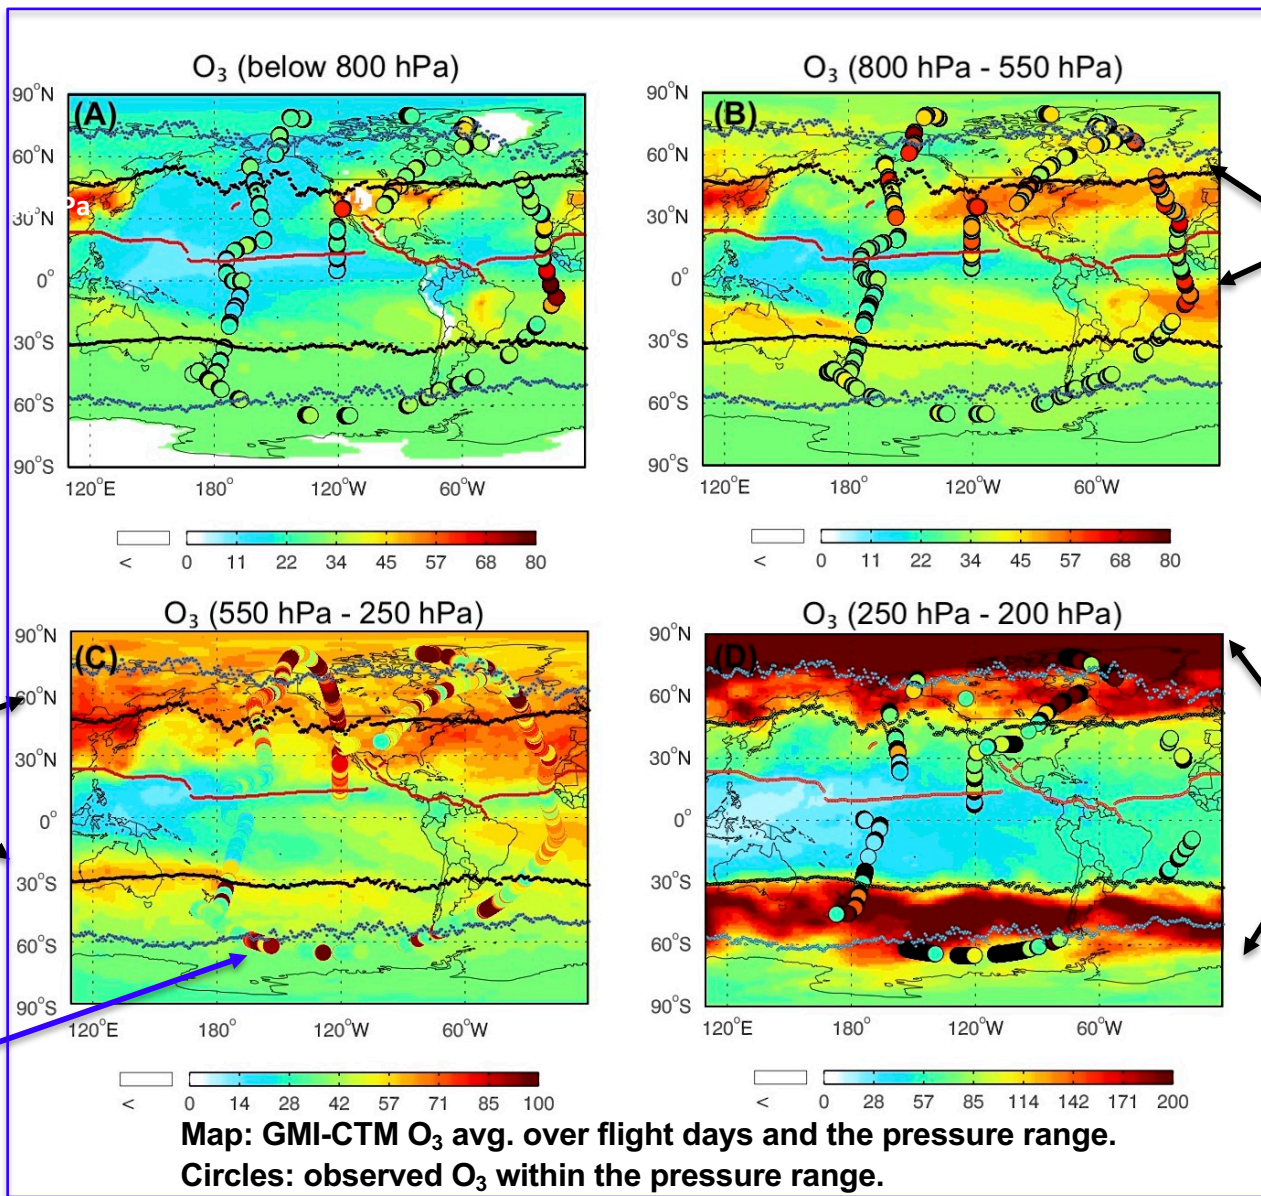 O₃ (below 800 hPa)
O₃ (800 hPa - 550 hPa)
90°N
(A)
60°N
30°N
Pa
0°
30°S
60°S
90°S
120°E 180° 120°W 60°W
< 0 11 22 34 45 57 68 80
90°N
(B)
60°N
30°N
0°
30°S
60°S
90°S
120°E 180° 120°W 60°W
< 0 11 22 34 45 57 68 80
O₃ (550 hPa - 250 hPa)
O₃ (250 hPa - 200 hPa)
90°N
(C)
60°N
30°N
0°
30°S
60°S
90°S
120°E 180° 120°W 60°W
< 0 14 28 42 57 71 85 100
90°N
(D)
60°N
30°N
0°
30°S
60°S
90°S
120°E 180° 120°W 60°W
< 0 28 57 85 114 142 171 200
Map: GMI-CTM O₃ avg. over flight days and the pressure range.
Circles: observed O₃ within the pressure range.